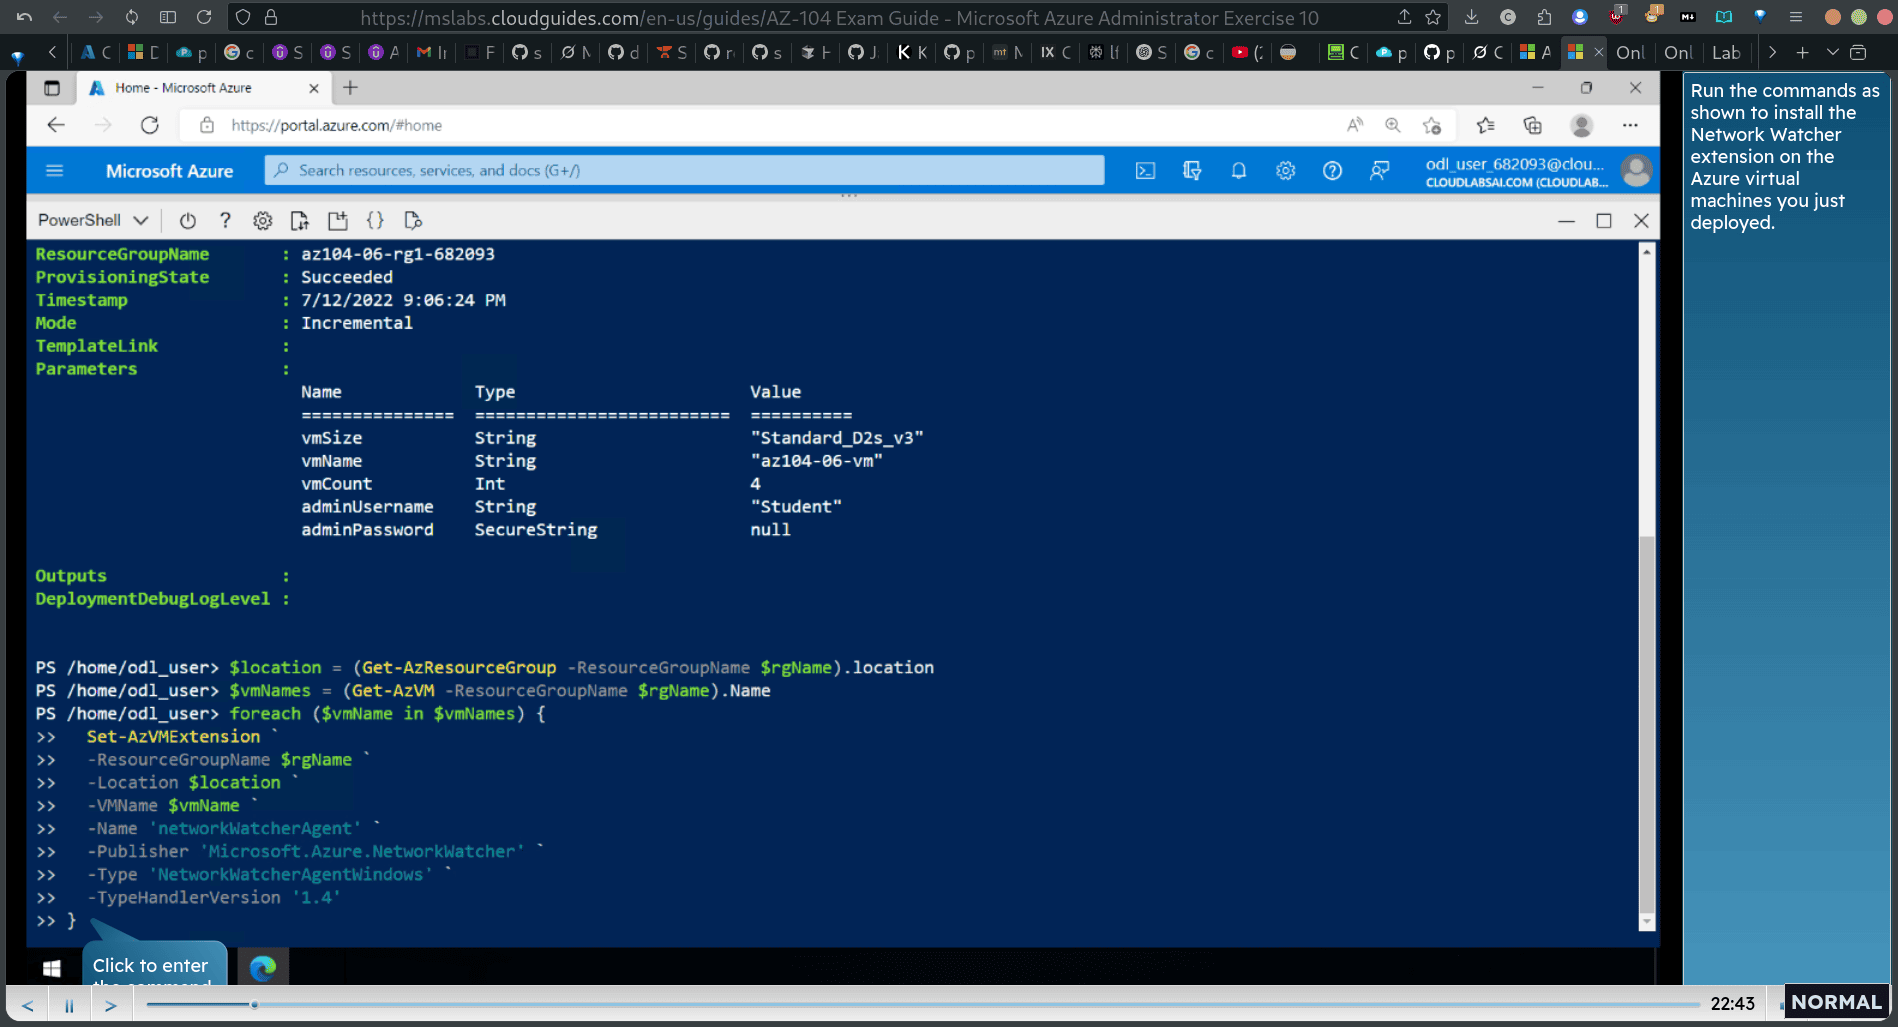 https://mslabs.cloudguides.com/en-us/guides/AZ-104 Exam Guide - Microsoft Azure Administrator Exercise 10
Onl
Onl
Lab
Home - Microsoft Azure
https://portal.azure.com/#home
Microsoft Azure
Search resources, services, and docs (G+/)
odl_user_682093@clou...
CLOUDLABSAI.COM (CLOUDLAB...
PowerShell
ResourceGroupName : az104-06-rg1-682093
ProvisioningState : Succeeded
Timestamp : 7/12/2022 9:06:24 PM
Mode : Incremental
TemplateLink :
Parameters :
Name Type Value
=============== ========================= ==========
vmSize String "Standard_D2s_v3"
vmName String "az104-06-vm"
vmCount Int 4
adminUsername String "Student"
adminPassword SecureString null
Outputs :
DeploymentDebugLogLevel :
PS /home/odl_user> $location = (Get-AzResourceGroup -ResourceGroupName $rgName).location
PS /home/odl_user> $vmNames = (Get-AzVM -ResourceGroupName $rgName).Name
PS /home/odl_user> foreach ($vmName in $vmNames) {
>> Set-AzVMExtension `
>> -ResourceGroupName $rgName `
>> -Location $location `
>> -VMName $vmName `
>> -Name 'networkWatcherAgent' `
>> -Publisher 'Microsoft.Azure.NetworkWatcher' `
>> -Type 'NetworkWatcherAgentWindows' `
>> -TypeHandlerVersion '1.4'
>> }
Click to enter
the command
Run the commands as
shown to install the
Network Watcher
extension on the
Azure virtual
machines you just
deployed.
22:43
NORMAL